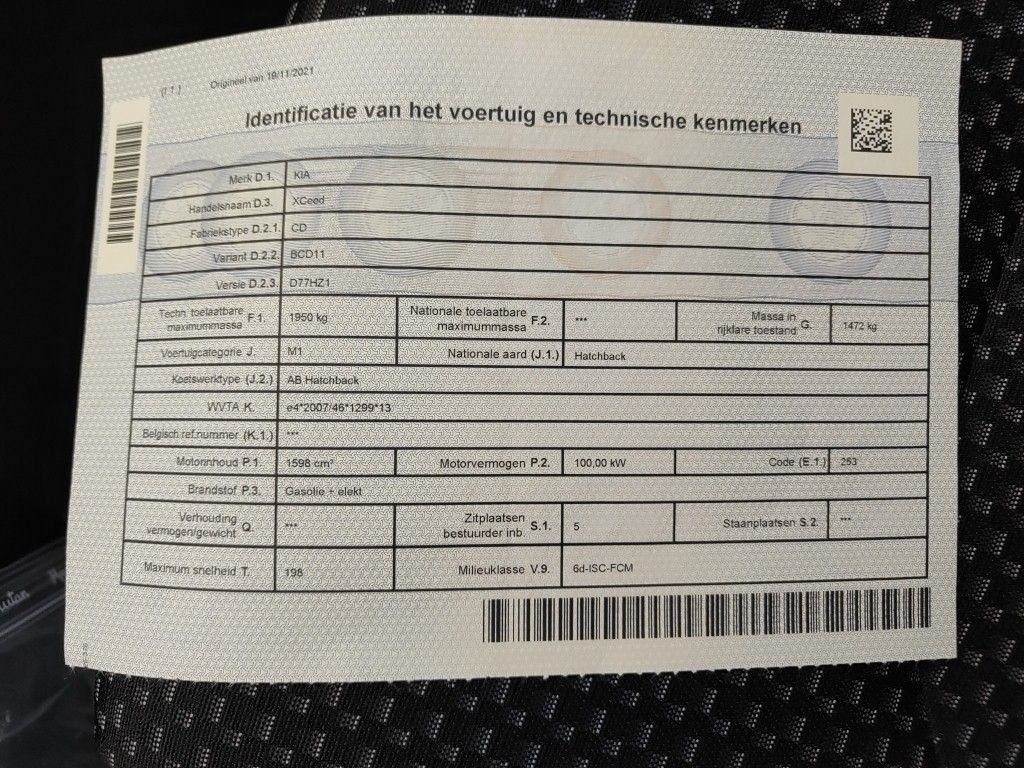 (I.1.) Origineel van 19/11/2021
Identificatie van het voertuig en technische kenmerken
Merk D.1. KIA
Handelsnaam D.3. XCeed
Fabriekstype D.2.1. CD
Variant D.2.2. BCD11
Versie D.2.3. D77HZ1
Techn. toelaatbare maximummassa F.1. 1950 kg Nationale toelaatbare maximummassa F.2. *** Massa in rijklare toestand G. 1472 kg
Voertuigcategorie J. M1 Nationale aard (J.1.) Hatchback
Koetswerktype (J.2.) AB Hatchback
WVTA K. e4*2007/46*1299*13
Belgisch ref.nummer (K.1.) ***
Motorinhoud P.1. 1598 cm³ Motorvermogen P.2. 100,00 kW Code (E.1.) 253
Brandstof P.3. Gasolie + elekt
Verhouding vermogen/gewicht Q. *** Zitplaatsen bestuurder inb. S.1. 5 Staanplaatsen S.2. ***
Maximum snelheid T. 198 Milieuklasse V.9. 6d-ISC-FCM